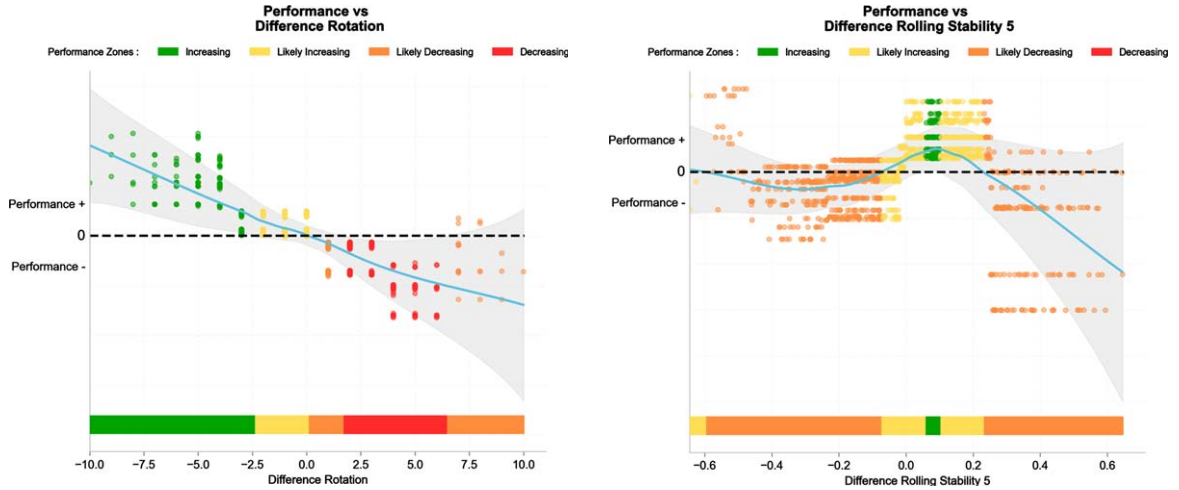 Performance vs
Difference Rotation
Performance Zones : Increasing Likely Increasing Likely Decreasing Decreasing
Performance +
0
Performance -
−10.0 −7.5 −5.0 −2.5 0.0 2.5 5.0 7.5 10.0
Difference Rotation
Performance vs
Difference Rolling Stability 5
Performance Zones : Increasing Likely Increasing Likely Decreasing Decreasing
Performance +
0
Performance -
−0.6 −0.4 −0.2 0.0 0.2 0.4 0.6
Difference Rolling Stability 5